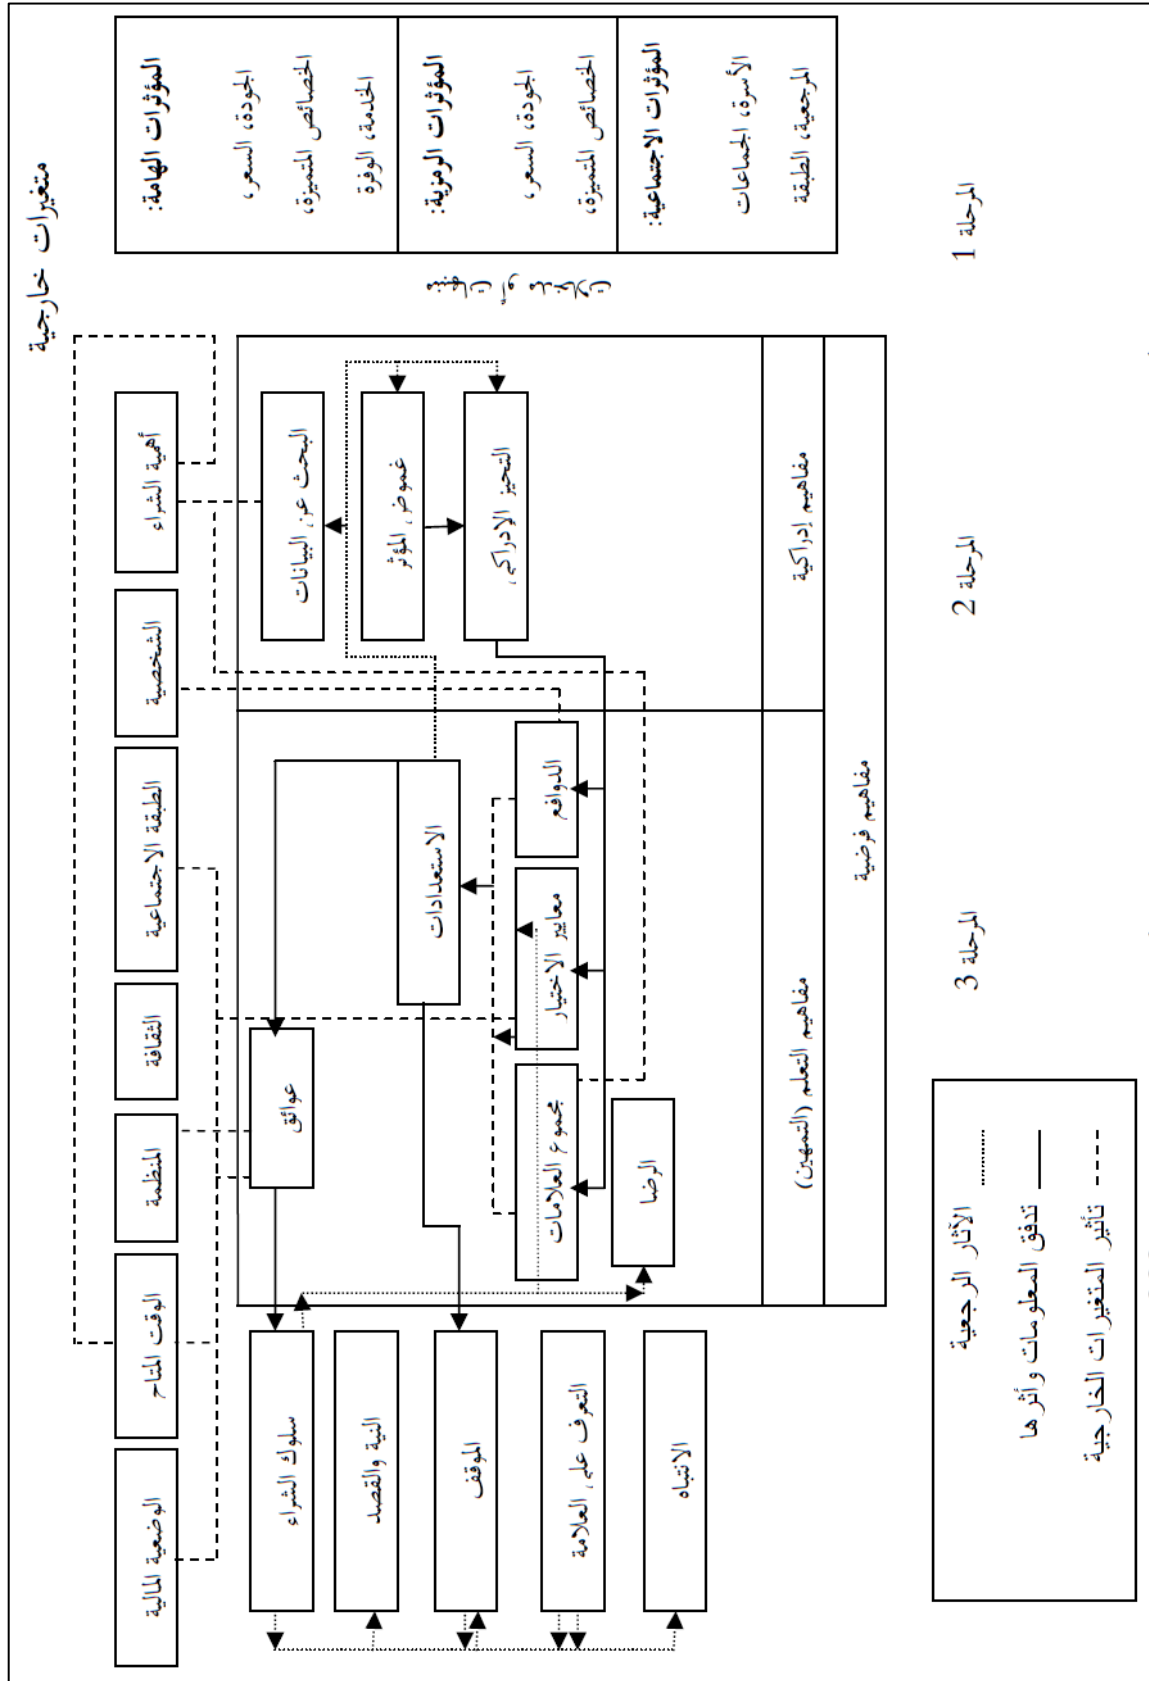 متغيرات خارجية
المؤثرات الهامة:
الجودة، السعر،
الخصائص المتميزة،
الخدمة، الوفرة
المؤثرات الرمزية:
الجودة، السعر،
الخصائص المتميزة،
المؤثرات الاجتماعية:
الأسرة، الجماعات
المرجعية، الطبقة
أهمية الشراء
الشخصية
الطبقة الاجتماعية
الثقافة
المنظمة
الوقت المتاح
الوضعية المالية
البحث عن البيانات
غموض المؤثر
التحيز الإدراكي
مفاهيم إدراكية
عوائق
الاستعدادات
الدوافع
معايير الاختيار
مجموع العلامات
الرضا
مفاهيم التعلم (التمهين)
مفاهيم فرضية
سلوك الشراء
النية والقصد
الموقف
التعرف على العلامة
الانتباه
المرحلة 1
المرحلة 2
المرحلة 3
الآثار الرجعية
تدفق المعلومات وأثرها
تأثير المتغيرات الخارجية